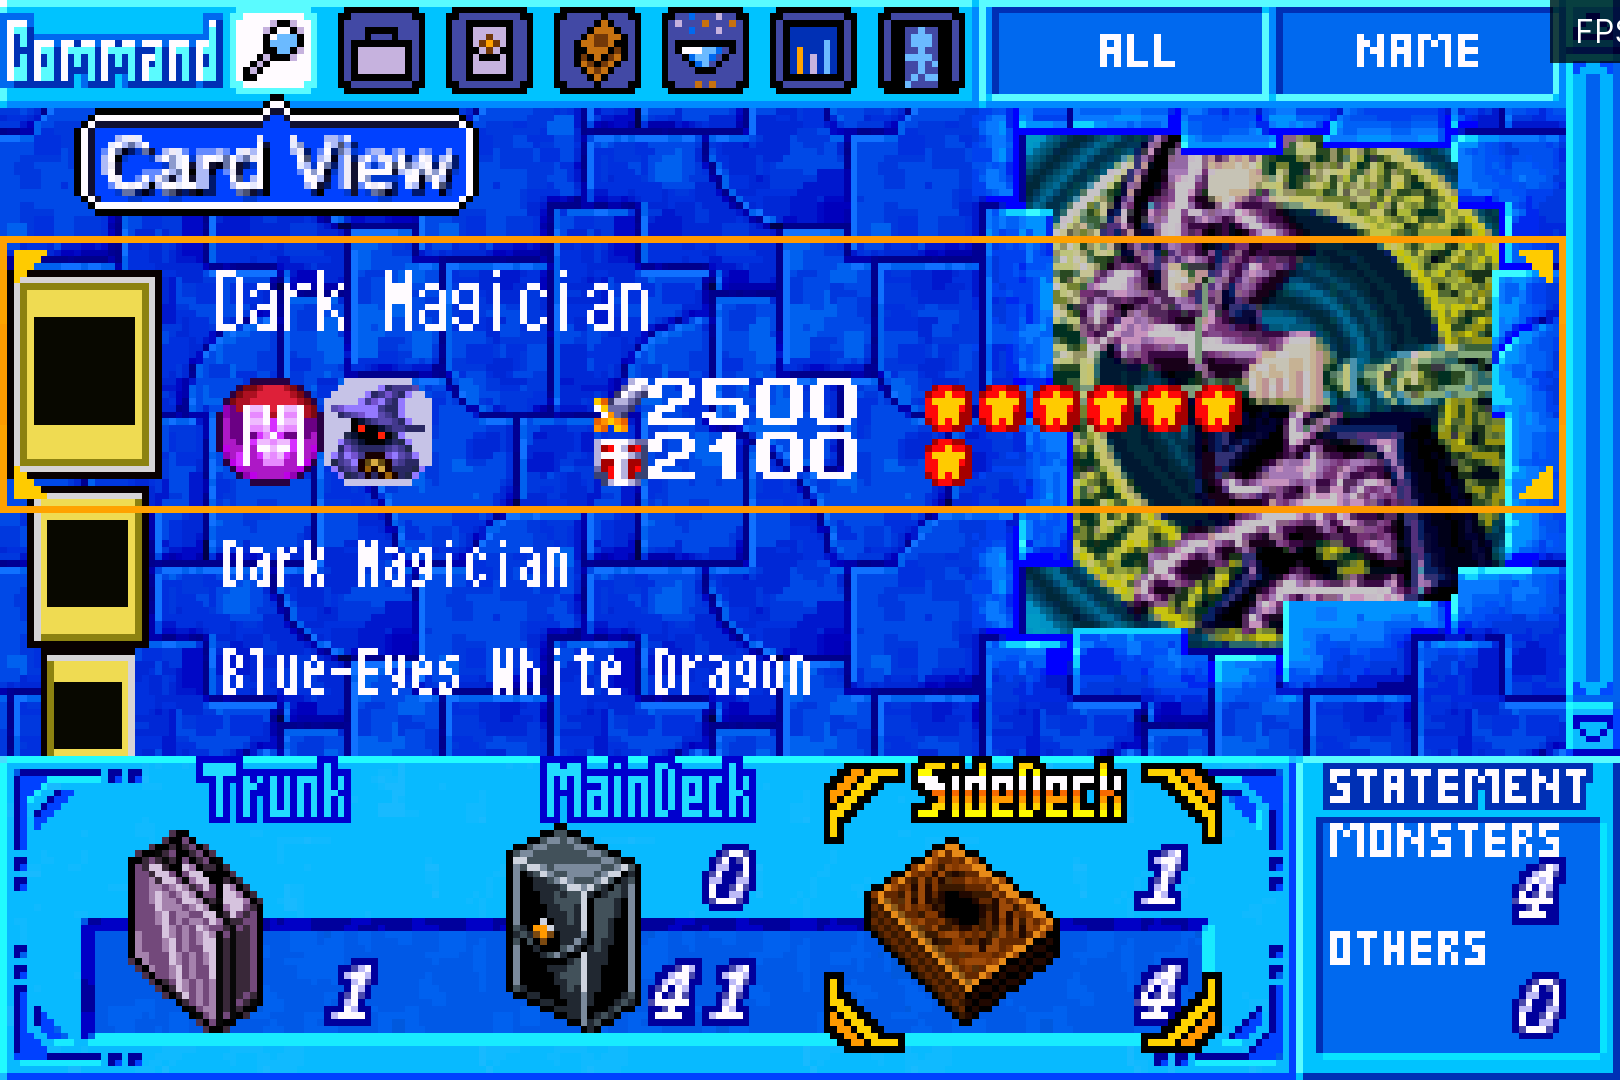 Command
ALL
NAME
FPS
Card View
Dark Magician
2500
2100
Dark Magician
Blue-Eyes White Dragon
Trunk
MainDeck
SideDeck
STATEMENT
MONSTERS
0
1
4
OTHERS
1
41
4
0